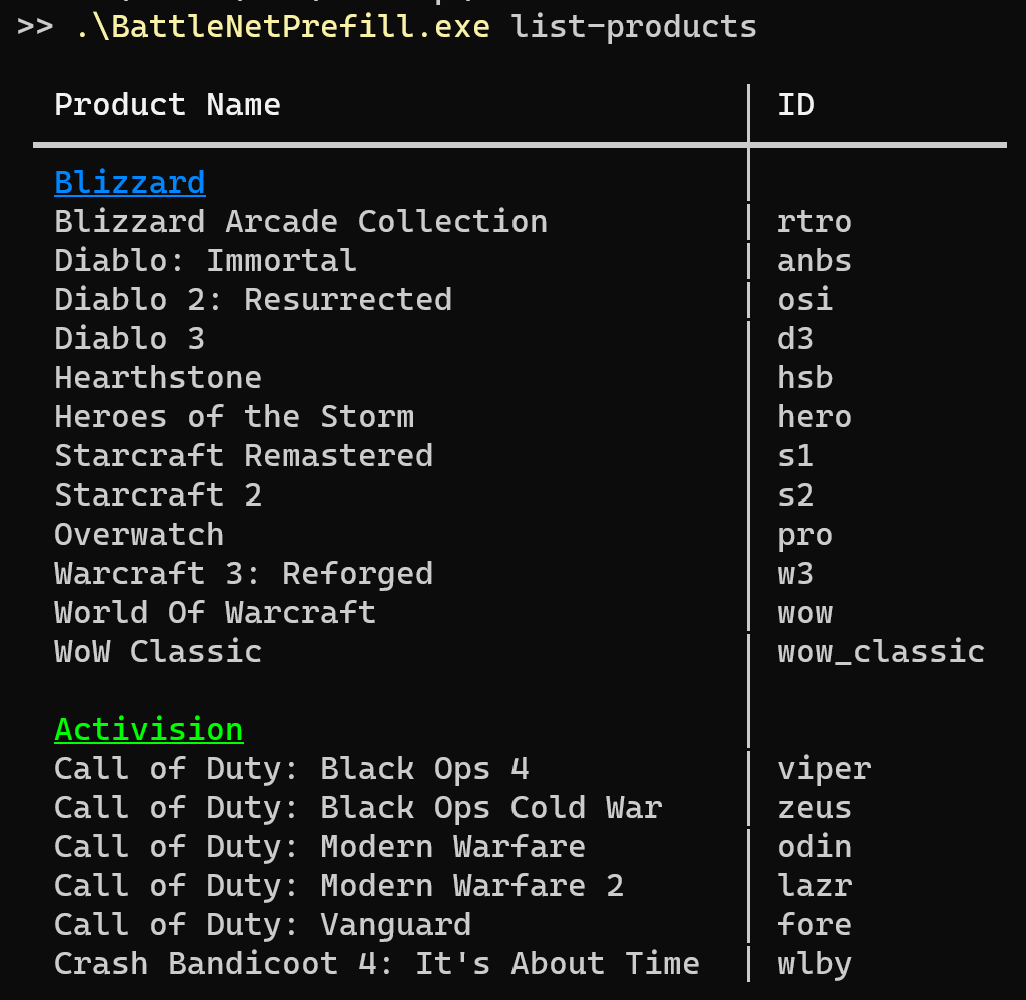 >> .\BattleNetPrefill.exe list-products
Product Name ID
Blizzard
Blizzard Arcade Collection rtro
Diablo: Immortal anbs
Diablo 2: Resurrected osi
Diablo 3 d3
Hearthstone hsb
Heroes of the Storm hero
Starcraft Remastered s1
Starcraft 2 s2
Overwatch pro
Warcraft 3: Reforged w3
World Of Warcraft wow
WoW Classic wow_classic
Activision
Call of Duty: Black Ops 4 viper
Call of Duty: Black Ops Cold War zeus
Call of Duty: Modern Warfare odin
Call of Duty: Modern Warfare 2 lazr
Call of Duty: Vanguard fore
Crash Bandicoot 4: It's About Time wlby